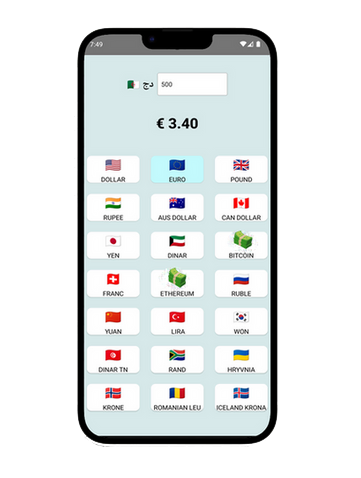 7:49
دج 500
€ 3.40
DOLLAR EURO POUND
RUPEE AUS DOLLAR CAN DOLLAR
YEN DINAR BITCOIN
FRANC ETHEREUM RUBLE
YUAN LIRA WON
DINAR TN RAND HRYVNIA
KRONE ROMANIAN LEU ICELAND KRONA